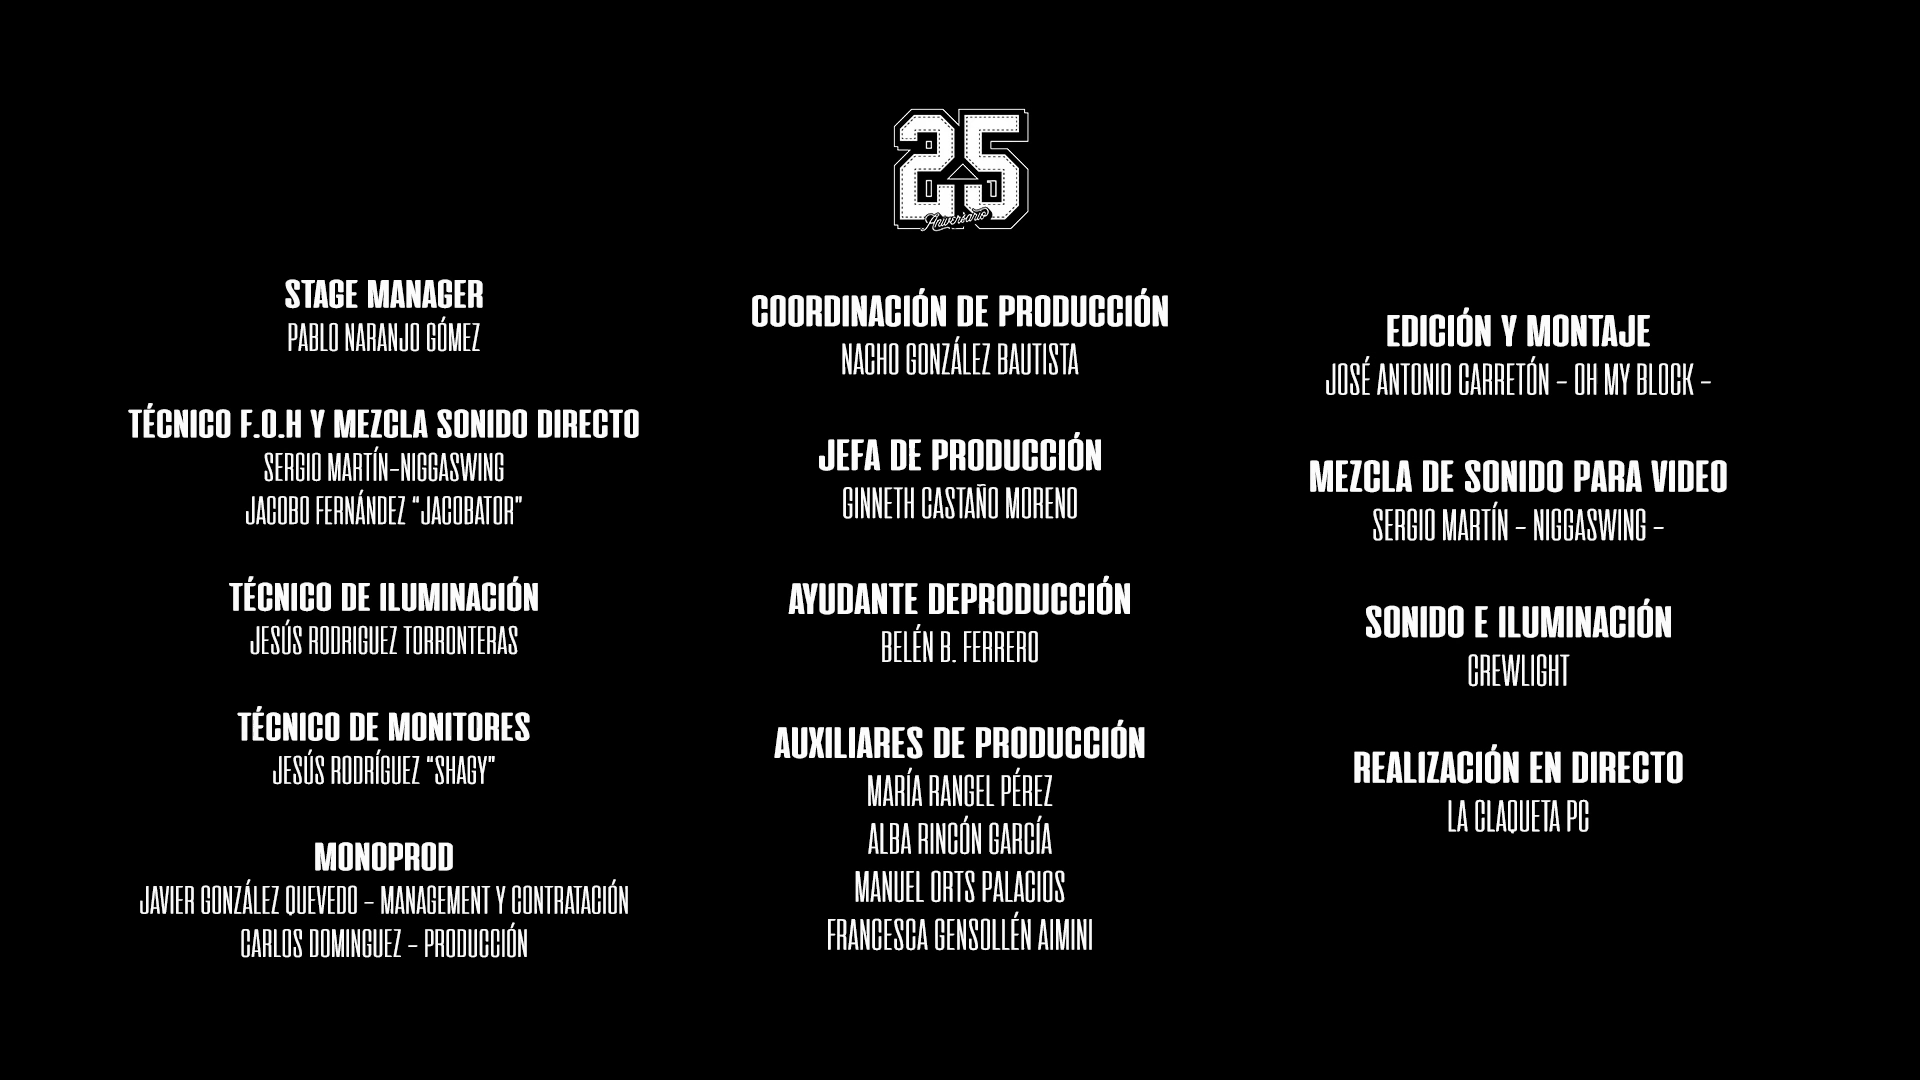 25
Aniversario
STAGE MANAGER
PABLO NARANJO GÓMEZ
TÉCNICO F.O.H Y MEZCLA SONIDO DIRECTO
SERGIO MARTÍN-NIGGASWING
JACOBO FERNÁNDEZ "JACOBATOR"
TÉCNICO DE ILUMINACIÓN
JESÚS RODRIGUEZ TORRONTERAS
TÉCNICO DE MONITORES
JESÚS RODRÍGUEZ "SHAGY"
MONOPROD
JAVIER GONZÁLEZ QUEVEDO - MANAGEMENT Y CONTRATACIÓN
CARLOS DOMINGUEZ - PRODUCCIÓN
COORDINACIÓN DE PRODUCCIÓN
NACHO GONZÁLEZ BAUTISTA
JEFA DE PRODUCCIÓN
GINNETH CASTAÑO MORENO
AYUDANTE DEPRODUCCIÓN
BELÉN B. FERRERO
AUXILIARES DE PRODUCCIÓN
MARÍA RANGEL PÉREZ
ALBA RINCÓN GARCÍA
MANUEL ORTS PALACIOS
FRANCESCA GENSOLLÉN AIMINI
EDICIÓN Y MONTAJE
JOSÉ ANTONIO CARRETÓN - OH MY BLOCK -
MEZCLA DE SONIDO PARA VIDEO
SERGIO MARTÍN - NIGGASWING -
SONIDO E ILUMINACIÓN
CREWLIGHT
REALIZACIÓN EN DIRECTO
LA CLAQUETA PC